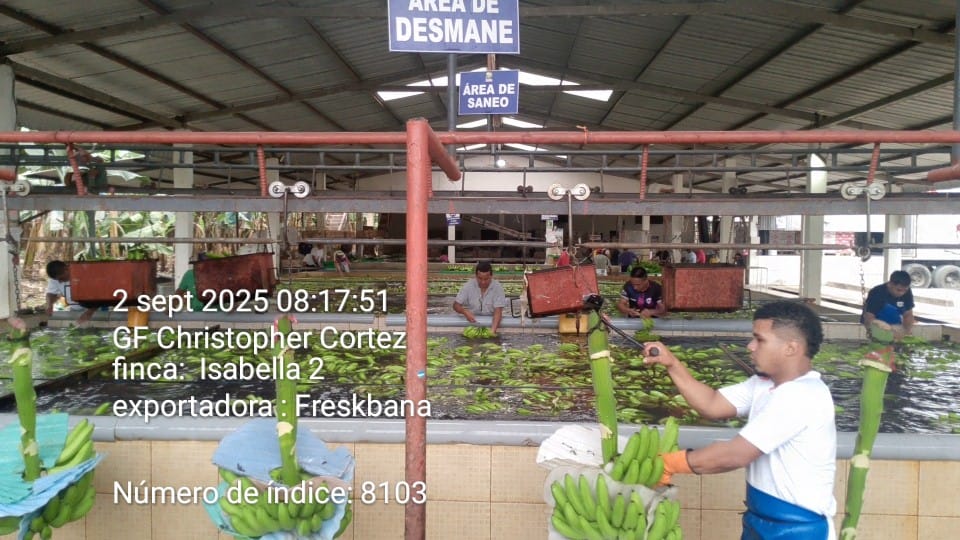 ÁREA DE
DESMANE
ÁREA DE
SANEO
2 sept 2025 08:17:51
GF Christopher Cortez
finca:  Isabella 2
exportadora : Freskbana
Número de índice: 8103